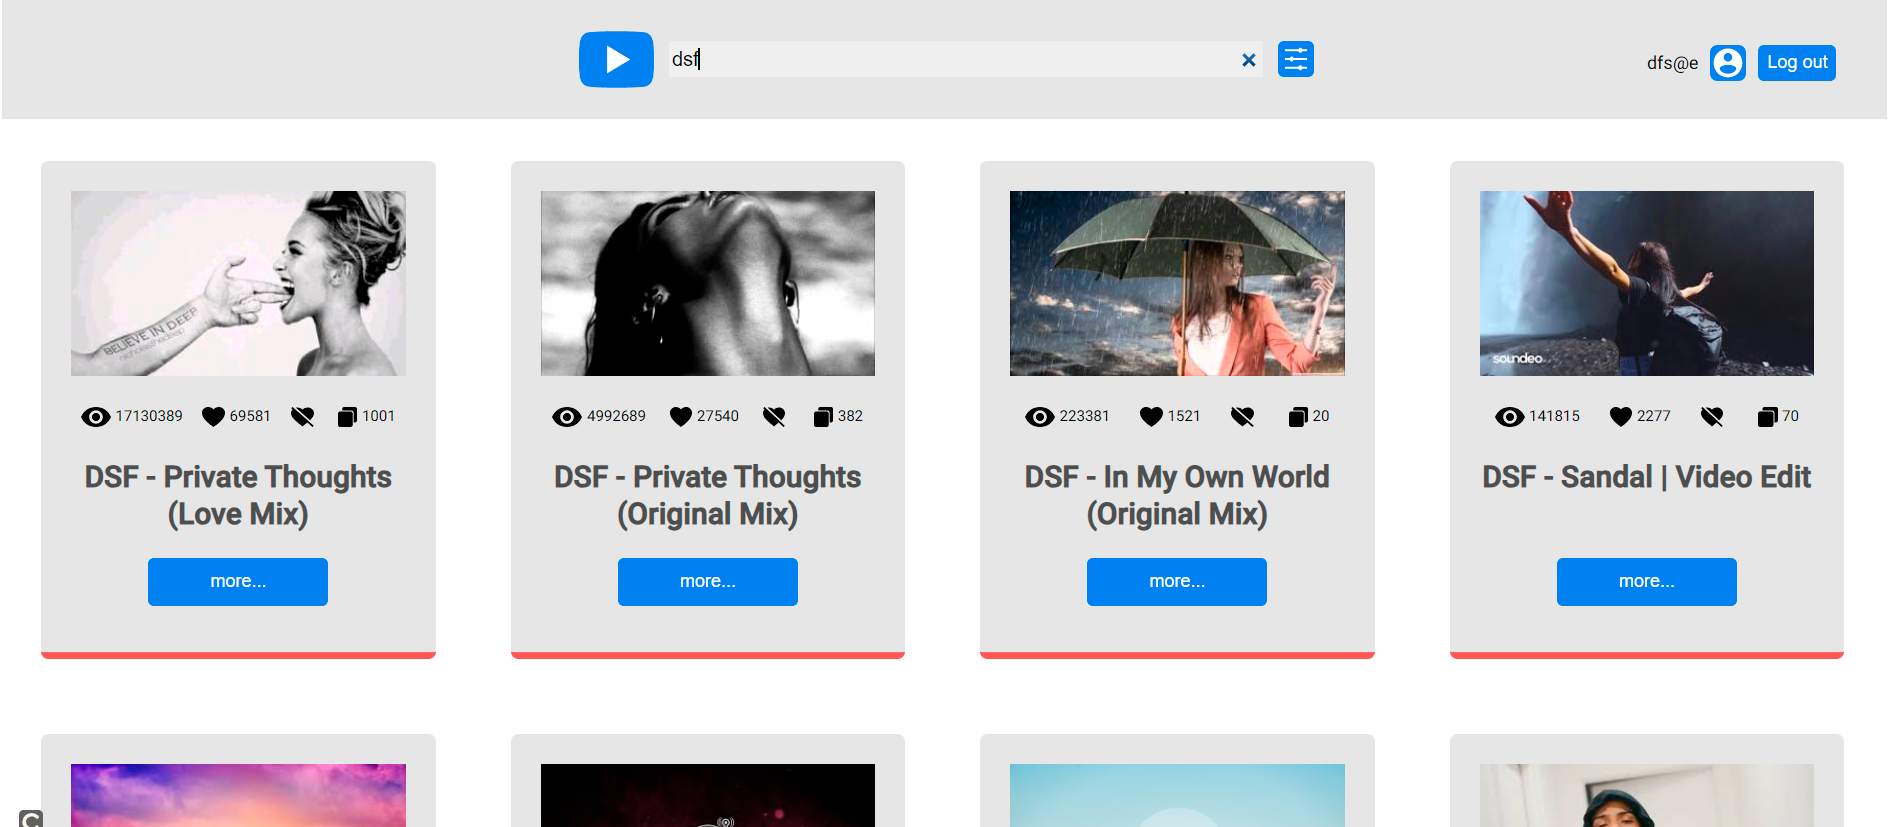 dsf
dfs@e
Log out
BELIEVE IN DEEP
soundeo
17130389 69581 1001
4992689 27540 382
223381 1521 20
141815 2277 70
DSF - Private Thoughts
(Love Mix)
DSF - Private Thoughts
(Original Mix)
DSF - In My Own World
(Original Mix)
DSF - Sandal | Video Edit
more...
more...
more...
more...